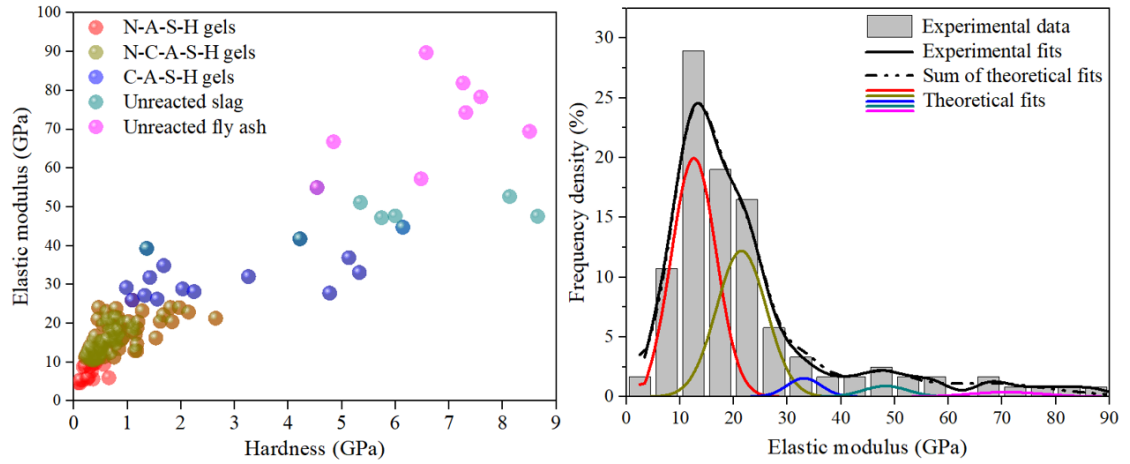 N-A-S-H gels
N-C-A-S-H gels
C-A-S-H gels
Unreacted slag
Unreacted fly ash
Elastic modulus (GPa)
100
90
80
70
60
50
40
30
20
10
0
0 1 2 3 4 5 6 7 8 9
Hardness (GPa)
Experimental data
Experimental fits
Sum of theoretical fits
Theoretical fits
Frequency density (%)
30
25
20
15
10
5
0
0 10 20 30 40 50 60 70 80 90
Elastic modulus (GPa)